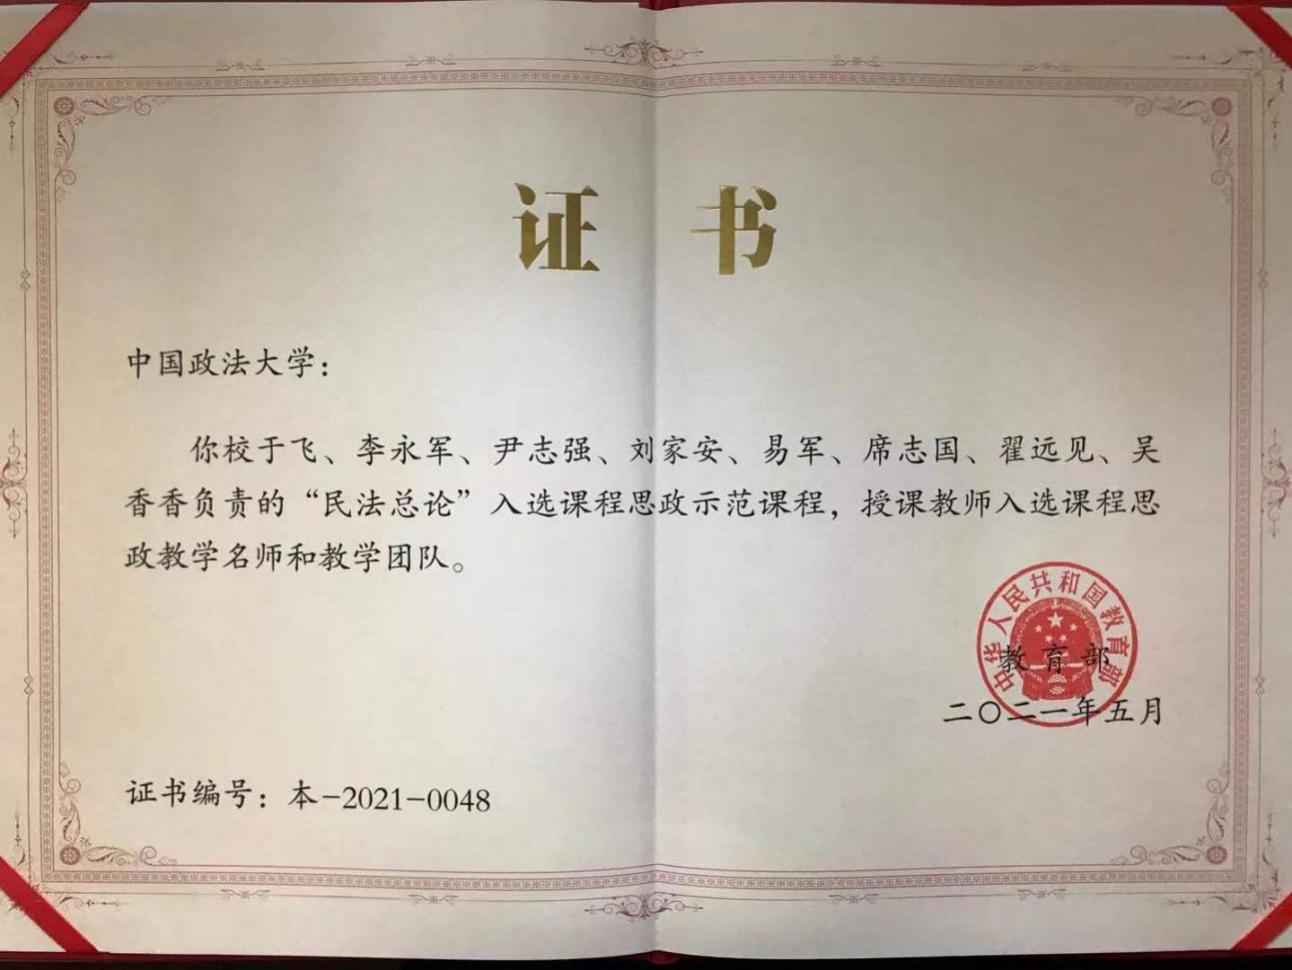 证书
中国政法大学：
你校于飞、李永军、尹志强、刘家安、易军、席志国、翟远见、吴
香香负责的“民法总论”入选课程思政示范课程，授课教师入选课程思
政教学名师和教学团队。
中华人民共和国教育部
教育部
二〇二一年五月
证书编号：本-2021-0048